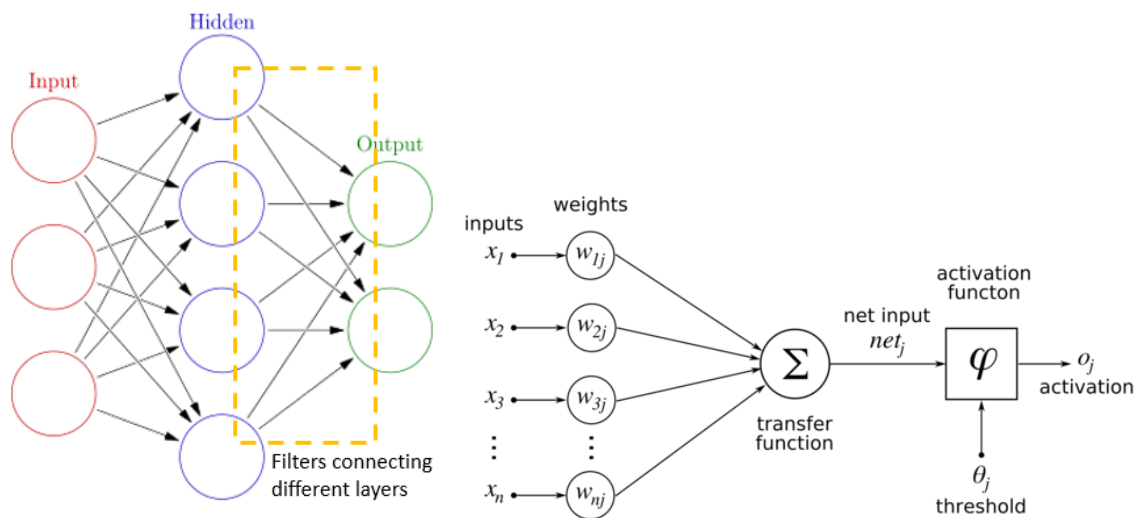 Hidden
Input
Output
Filters connecting
different layers
inputs
weights
x₁
w₁ⱼ
x₂
w₂ⱼ
x₃
w₃ⱼ
⋮ ⋮
xₙ
wₙⱼ
Σ
transfer
function
net input
netⱼ
activation
functon
φ
oⱼ
activation
θⱼ
threshold